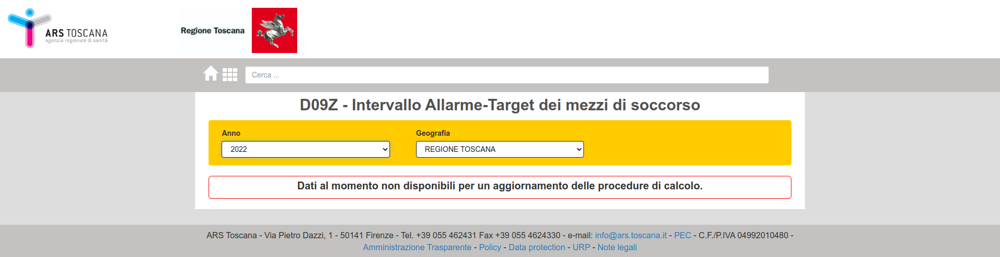 ARS TOSCANA
agenzia regionale di sanità
Regione Toscana
Cerca ...
D09Z - Intervallo Allarme-Target dei mezzi di soccorso
Anno
Geografia
2022
REGIONE TOSCANA
Dati al momento non disponibili per un aggiornamento delle procedure di calcolo.
ARS Toscana - Via Pietro Dazzi, 1 - 50141 Firenze - Tel. +39 055 462431 Fax +39 055 4624330 - e-mail: info@ars.toscana.it - PEC - C.F./P.IVA 04992010480 -
Amministrazione Trasparente - Policy - Data protection - URP - Note legali